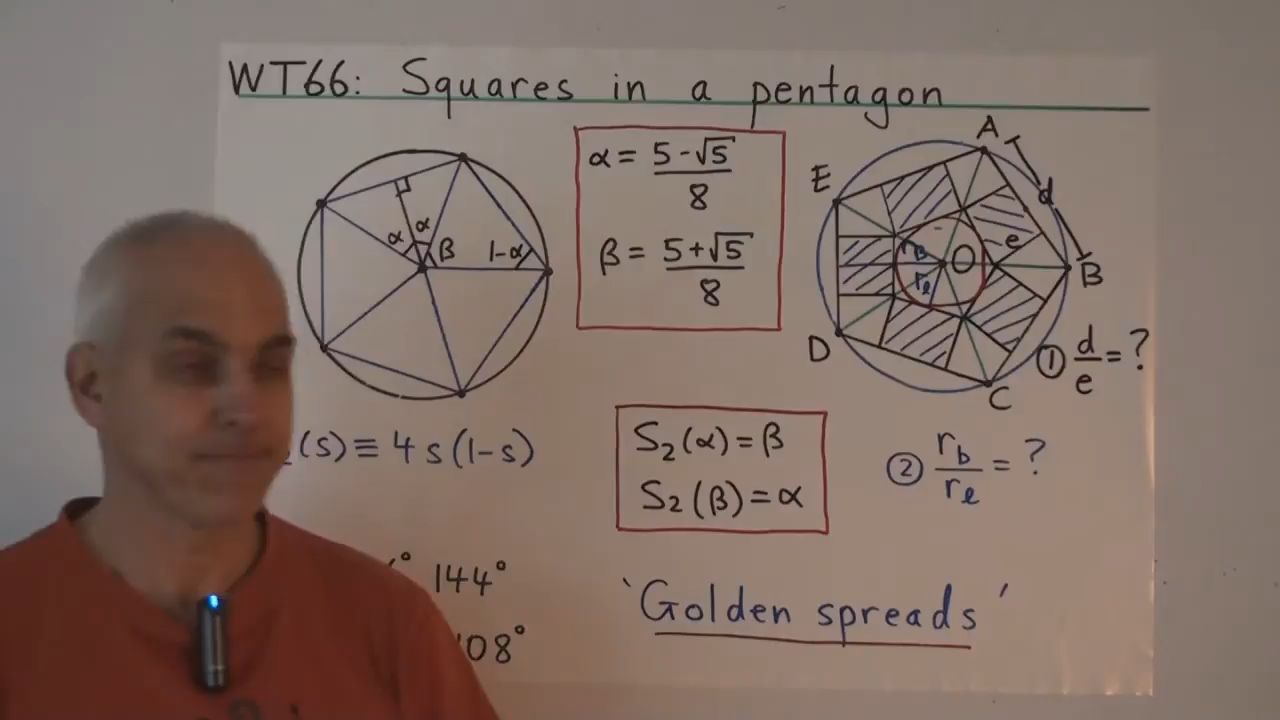 WT66: Squares in a pentagon
α α β 1-α
α = 5-√5
8
β = 5+√5
8
A
E
d
e
B
O
r_b
r_e
D
C
① d/e = ?
② r_b/r_e = ?
(s) ≡ 4s(1-s)
S₂(α) = β
S₂(β) = α
° 144°
08°
'Golden spreads'